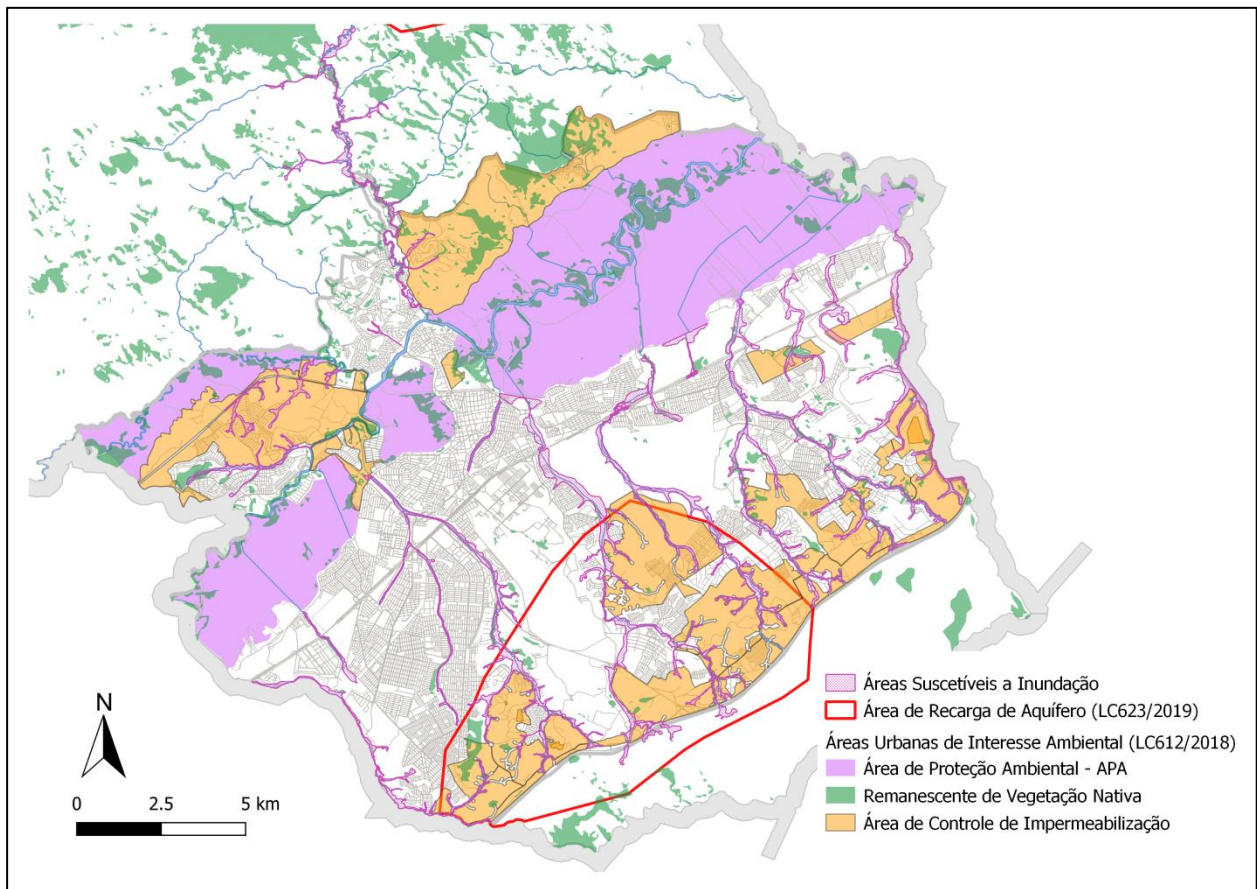 Áreas Suscetíveis a Inundação
Área de Recarga de Aquífero (LC623/2019)
Áreas Urbanas de Interesse Ambiental (LC612/2018)
Área de Proteção Ambiental - APA
Remanescente de Vegetação Nativa
Área de Controle de Impermeabilização
N
0 2.5 5 km